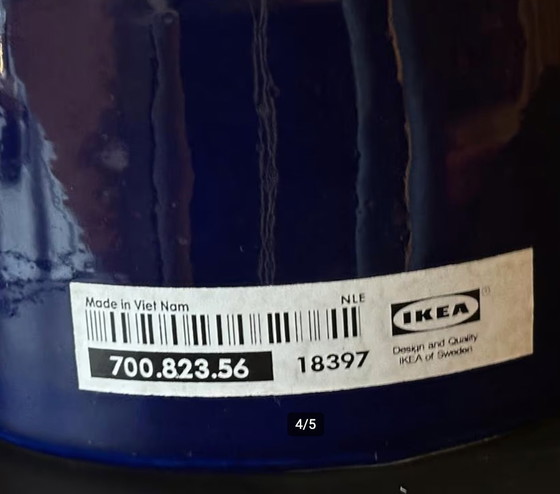 Made in Viet Nam
NLE
700.823.56
18397
IKEA
®
Design and Quality
IKEA of Sweden
4/5